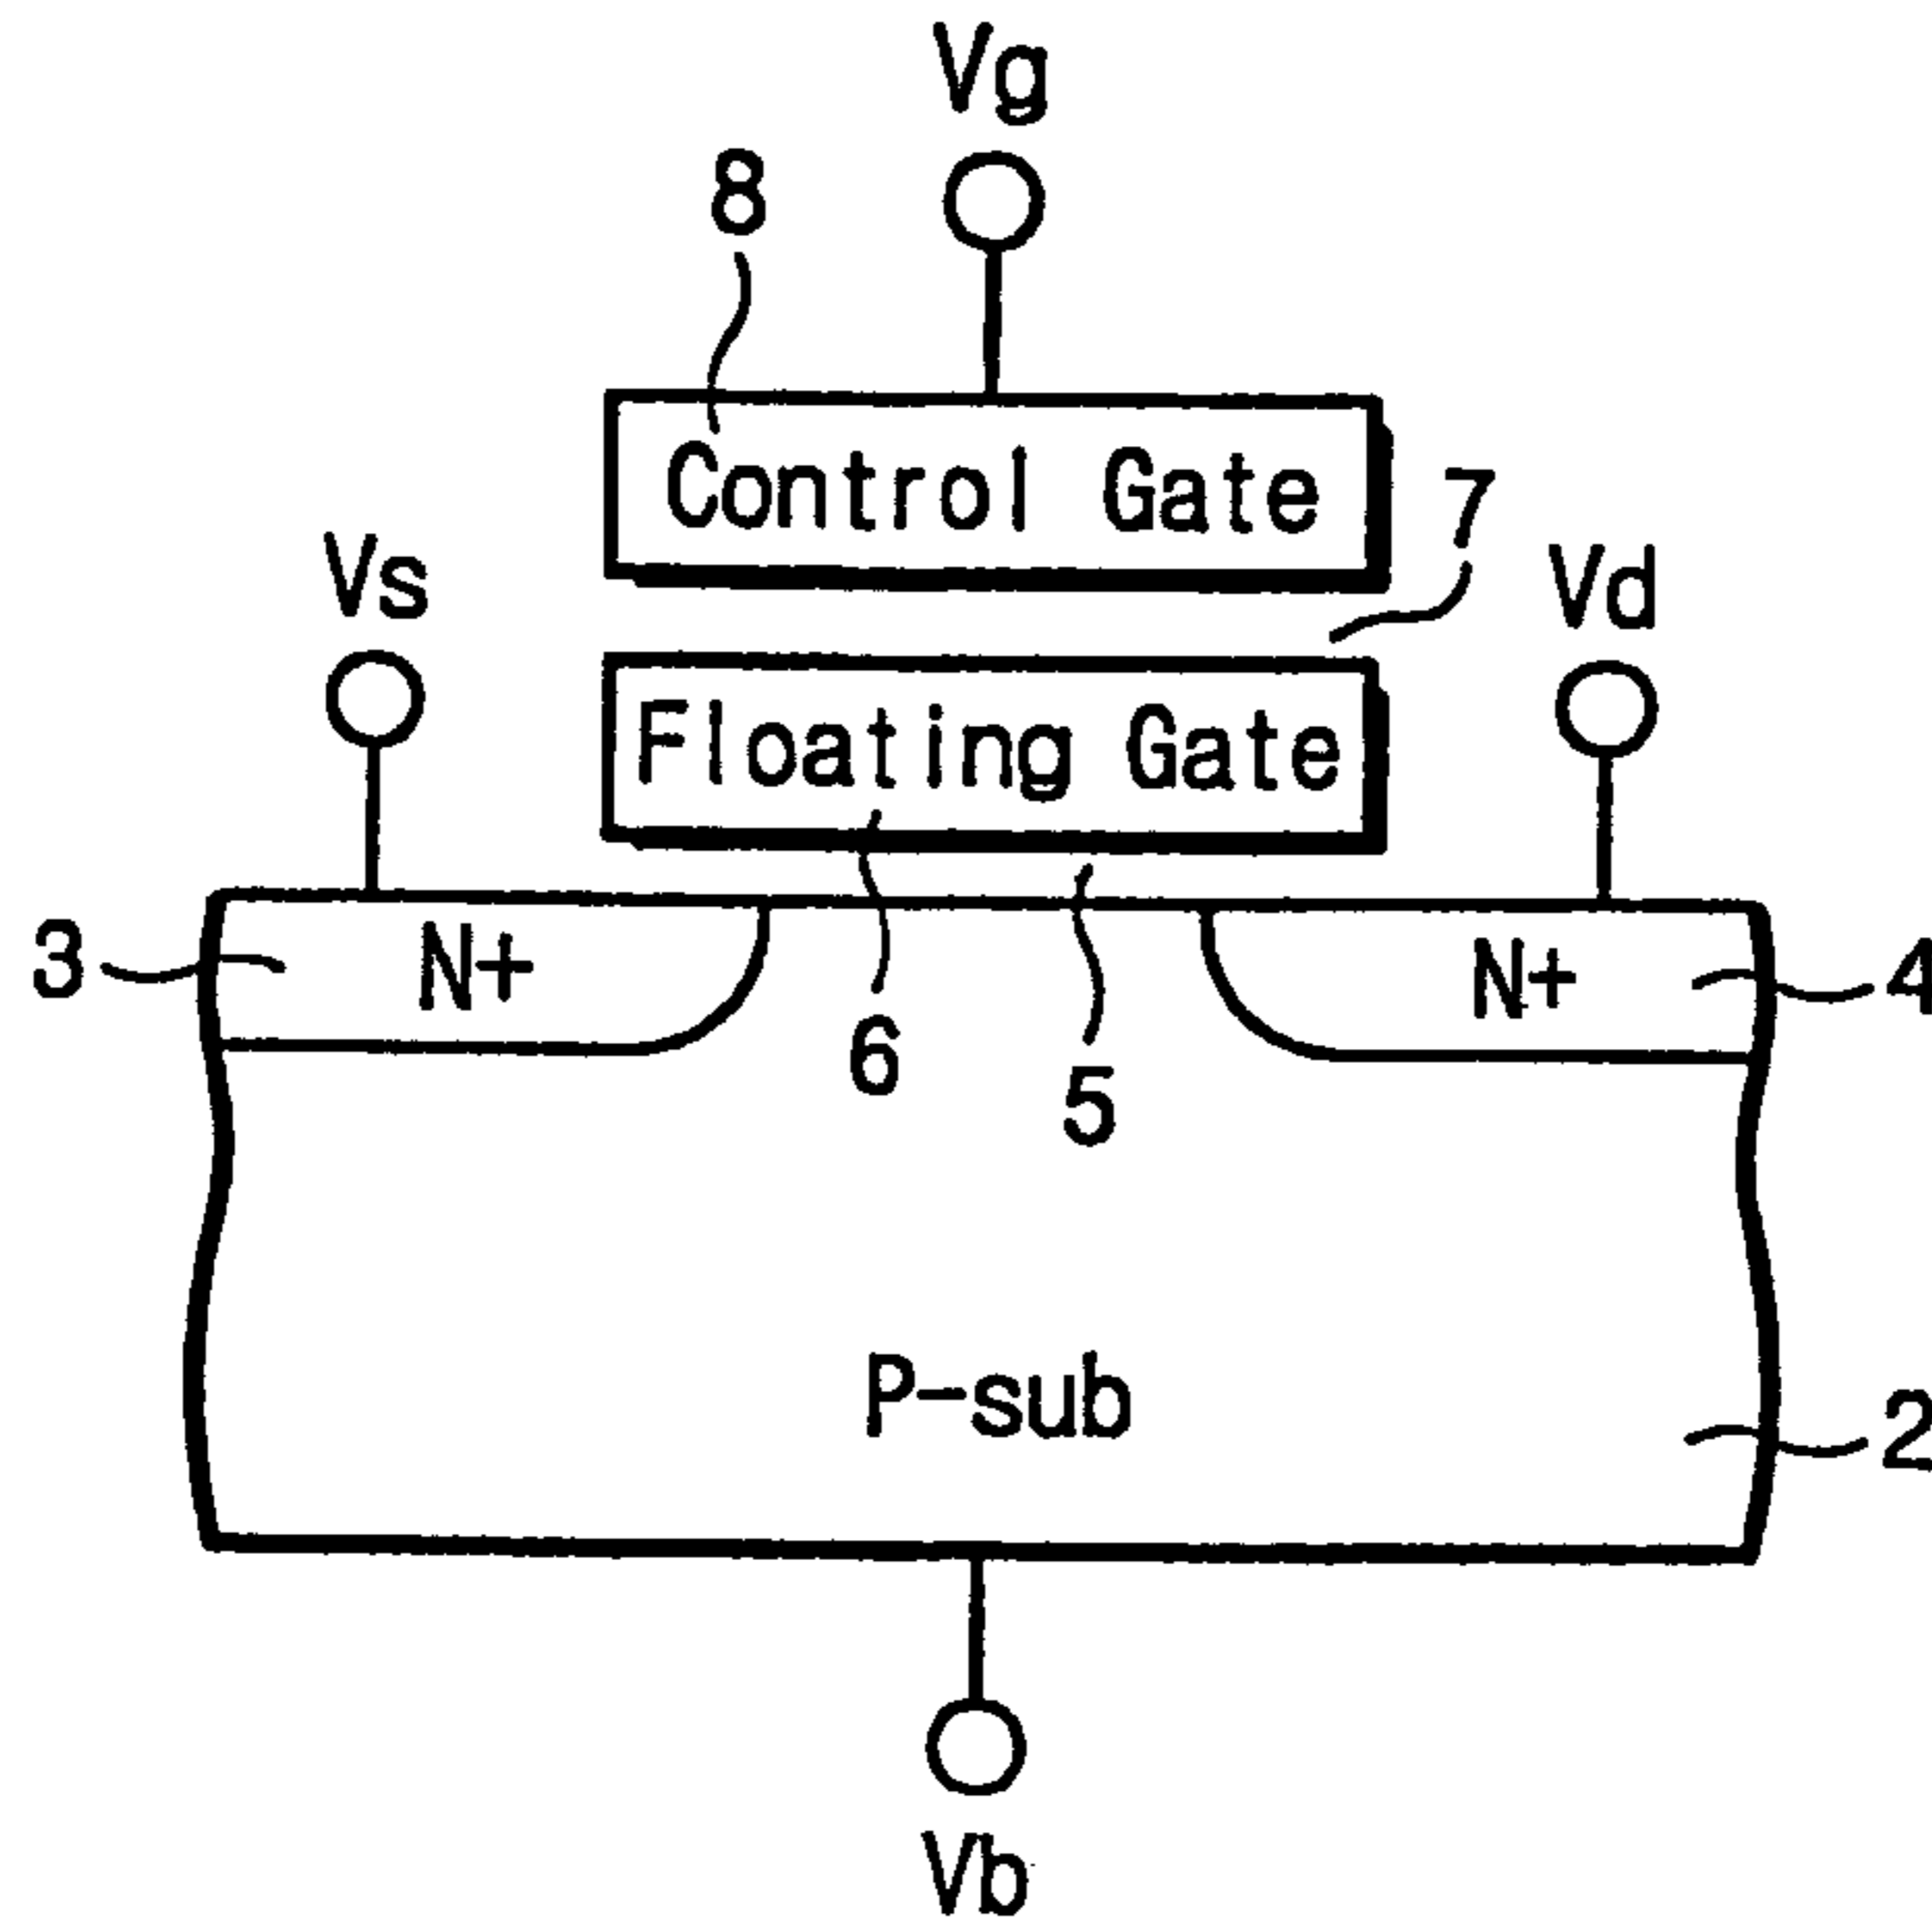 Vg
8
Control Gate
7
Vs
Vd
Floating Gate
3
N+
N+
4
6
5
P-sub
2
Vb